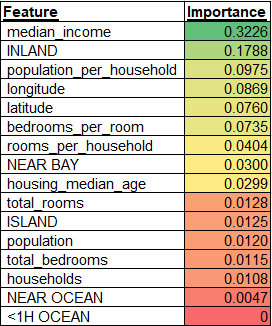 Feature Importance
median_income 0.3226
INLAND 0.1788
population_per_household 0.0975
longitude 0.0869
latitude 0.0760
bedrooms_per_room 0.0735
rooms_per_household 0.0404
NEAR BAY 0.0300
housing_median_age 0.0299
total_rooms 0.0128
ISLAND 0.0125
population 0.0120
total_bedrooms 0.0115
households 0.0108
NEAR OCEAN 0.0047
<1H OCEAN 0